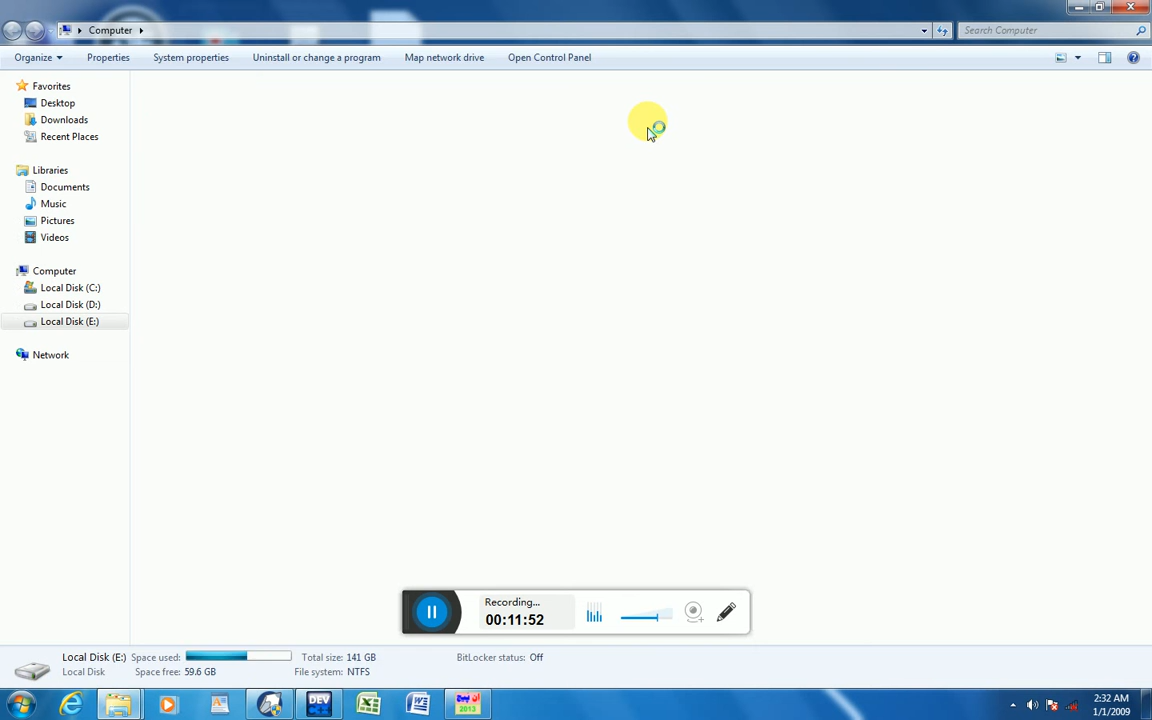 Computer
Search Computer
Organize
Properties
System properties
Uninstall or change a program
Map network drive
Open Control Panel
Favorites
Desktop
Downloads
Recent Places
Libraries
Documents
Music
Pictures
Videos
Computer
Local Disk (C:)
Local Disk (D:)
Local Disk (E:)
Network
Recording...
00:11:52
Local Disk (E:) Space used: Total size: 141 GB BitLocker status: Off
Local Disk Space free: 59.6 GB File system: NTFS
DEV
2013
2:32 AM
1/1/2009